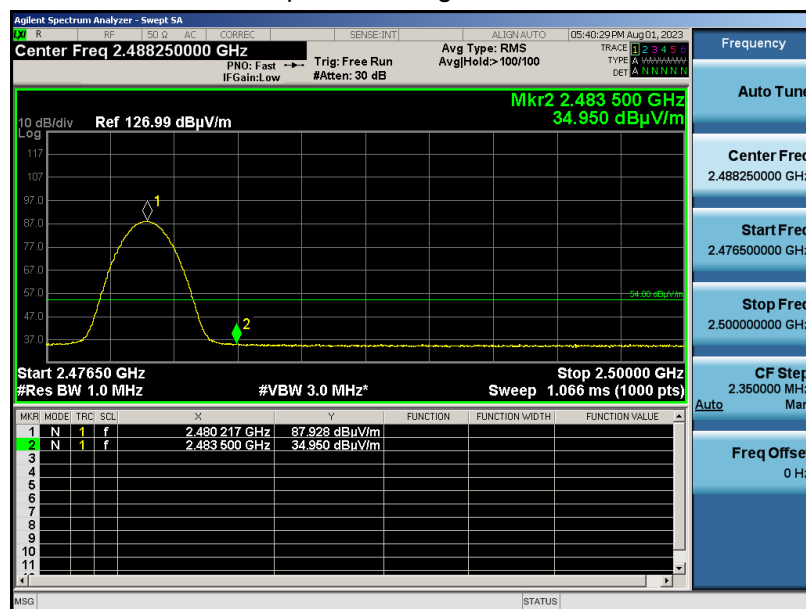 Agilent Spectrum Analyzer - Swept SA
LXI R RF 50 Ω AC CORREC SENSE:INT ALIGN AUTO 05:40:29 PM Aug 01, 2023
Center Freq 2.488250000 GHz
PNO: Fast
IFGain:Low
Trig: Free Run
#Atten: 30 dB
Avg Type: RMS
Avg|Hold:>100/100
TRACE 1 2 3 4 5 6
TYPE A WWWWW
DET A N N N N N
Mkr2 2.483 500 GHz
34.950 dBµV/m
10 dB/div Ref 126.99 dBµV/m
Log
117
107
97.0
87.0
77.0
67.0
57.0
47.0
37.0
1
2
54.00 dBµV/m
Start 2.47650 GHz Stop 2.50000 GHz
#Res BW 1.0 MHz #VBW 3.0 MHz* Sweep 1.066 ms (1000 pts)
MKR MODE TRC SCL X Y FUNCTION FUNCTION WIDTH FUNCTION VALUE
1 N 1 f 2.480 217 GHz 87.928 dBµV/m
2 N 1 f 2.483 500 GHz 34.950 dBµV/m
3
4
5
6
7
8
9
10
11
MSG STATUS
Frequency
Auto Tune
Center Freq
2.488250000 GHz
Start Freq
2.476500000 GHz
Stop Freq
2.500000000 GHz
CF Step
2.350000 MHz
Auto Man
Freq Offset
0 Hz